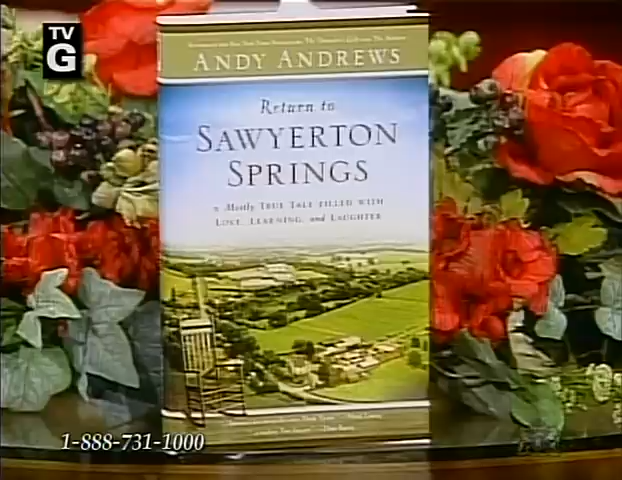 TV
G
ANDY ANDREWS
Return to
SAWYERTON
SPRINGS
a Mostly TRUE TALE FILLED WITH
LOVE, LEARNING, and LAUGHTER
1-888-731-1000